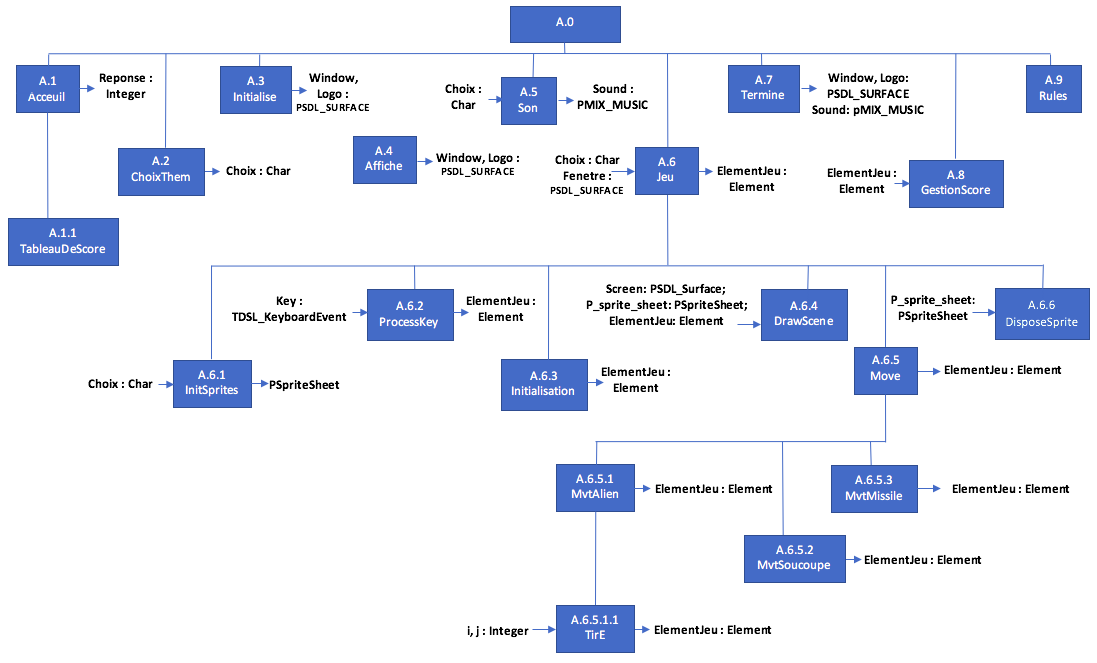 A.0
A.1
Acceuil
Reponse :
Integer
A.3
Initialise
Window,
Logo :
PSDL_SURFACE
Choix :
Char
A.5
Son
Sound :
PMIX_MUSIC
A.7
Termine
Window, Logo:
PSDL_SURFACE
Sound: pMIX_MUSIC
A.9
Rules
A.2
ChoixThem
Choix : Char
A.4
Affiche
Window, Logo :
PSDL_SURFACE
Choix : Char
Fenetre :
PSDL_SURFACE
A.6
Jeu
ElementJeu :
Element
ElementJeu :
Element
A.8
GestionScore
A.1.1
TableauDeScore
Key :
TDSL_KeyboardEvent
A.6.2
ProcessKey
ElementJeu :
Element
Screen: PSDL_Surface;
P_sprite_sheet: PSpriteSheet;
ElementJeu: Element
A.6.4
DrawScene
P_sprite_sheet:
PSpriteSheet
A.6.6
DisposeSprite
Choix : Char
A.6.1
InitSprites
PSpriteSheet
A.6.3
Initialisation
ElementJeu :
Element
A.6.5
Move
ElementJeu : Element
A.6.5.1
MvtAlien
ElementJeu : Element
A.6.5.3
MvtMissile
ElementJeu : Element
A.6.5.2
MvtSoucoupe
ElementJeu : Element
i, j : Integer
A.6.5.1.1
TirE
ElementJeu : Element